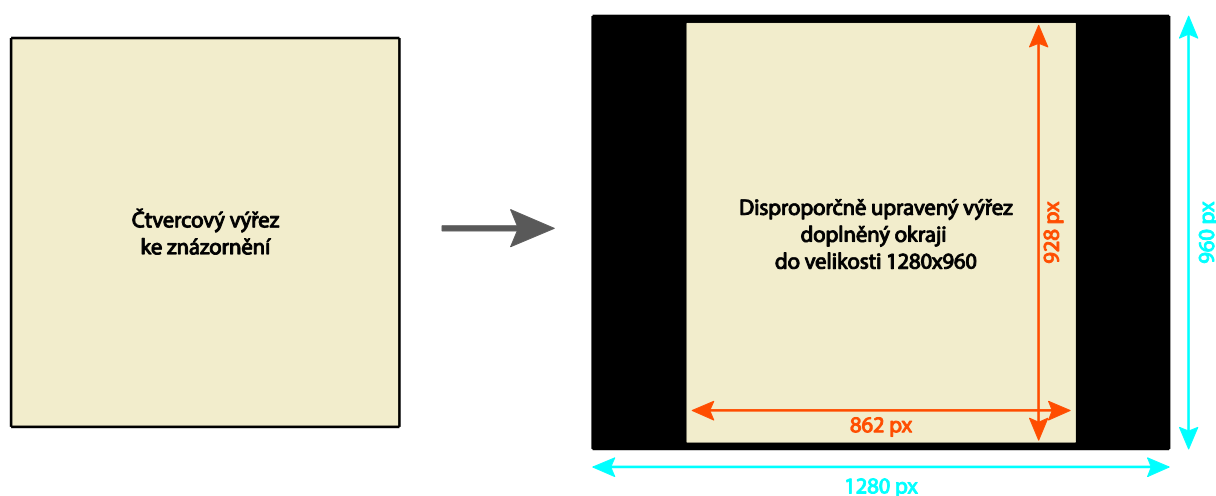 Čtvercový výřez
ke znázornění
Disproporčně upravený výřez
doplněný okraji
do velikosti 1280x960
928 px
862 px
960 px
1280 px